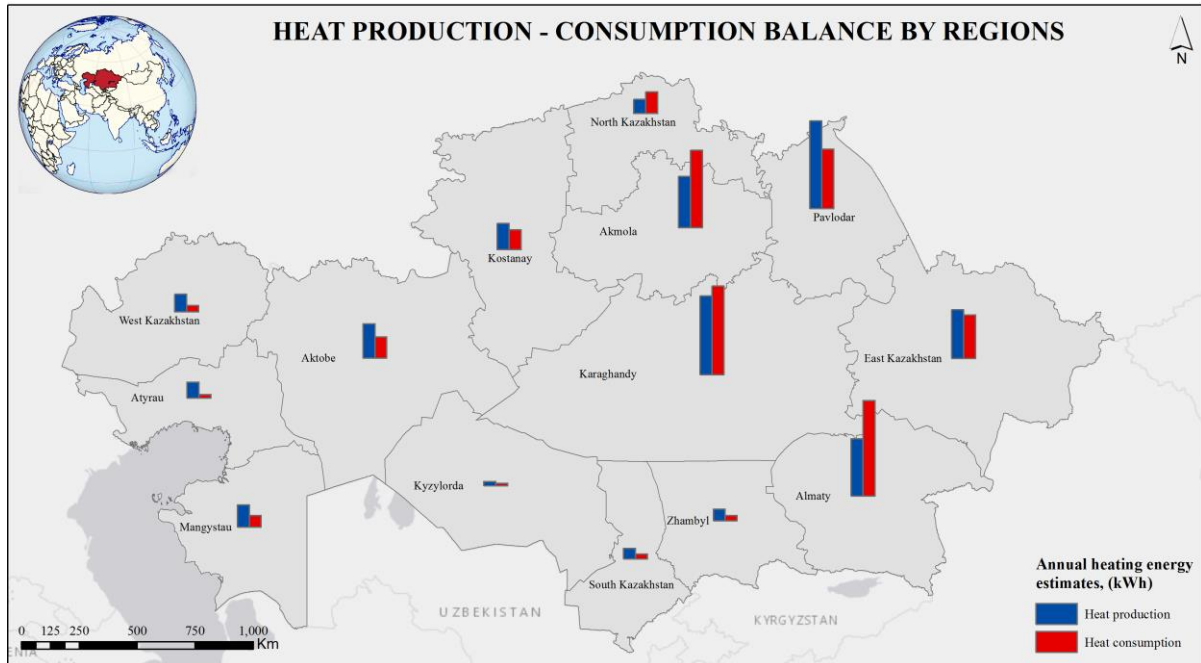 HEAT PRODUCTION - CONSUMPTION BALANCE BY REGIONS
N
North Kazakhstan
Pavlodar
Akmola
Kostanay
West Kazakhstan
Aktobe
Karaghandy
East Kazakhstan
Atyrau
Kyzylorda
Almaty
Mangystau
Zhambyl
South Kazakhstan
UZBEKISTAN
KYRGYZSTAN
Annual heating energy
estimates, (kWh)
Heat production
Heat consumption
0 125 250 500 750 1,000
Km